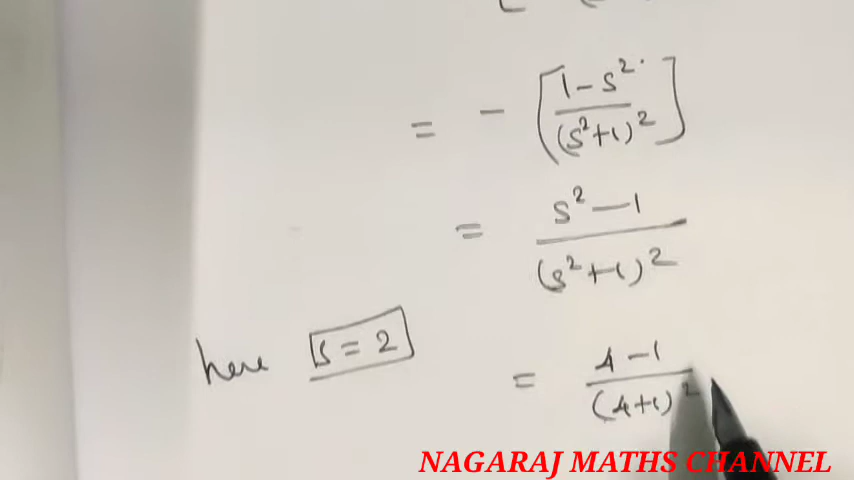 = - [1-s²/(s²+1)²]
= s²-1/(s²+1)²
here s = 2
= 4-1/(4+1)²
NAGARAJ MATHS CHANNEL